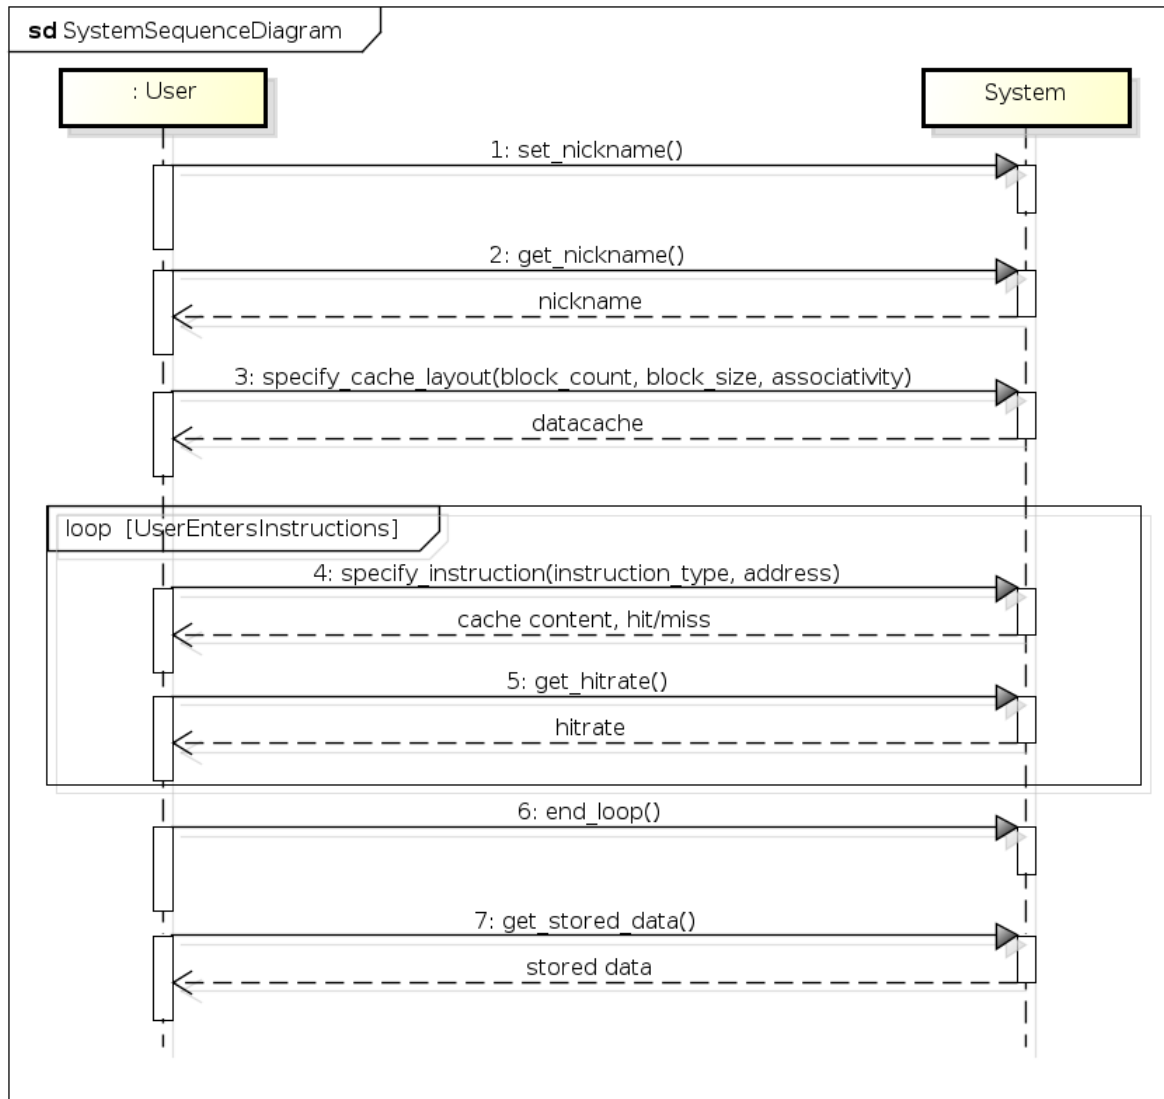 sd SystemSequenceDiagram
: User
System
1: set_nickname()
2: get_nickname()
nickname
3: specify_cache_layout(block_count, block_size, associativity)
datacache
loop [UserEntersInstructions]
4: specify_instruction(instruction_type, address)
cache content, hit/miss
5: get_hitrate()
hitrate
6: end_loop()
7: get_stored_data()
stored data